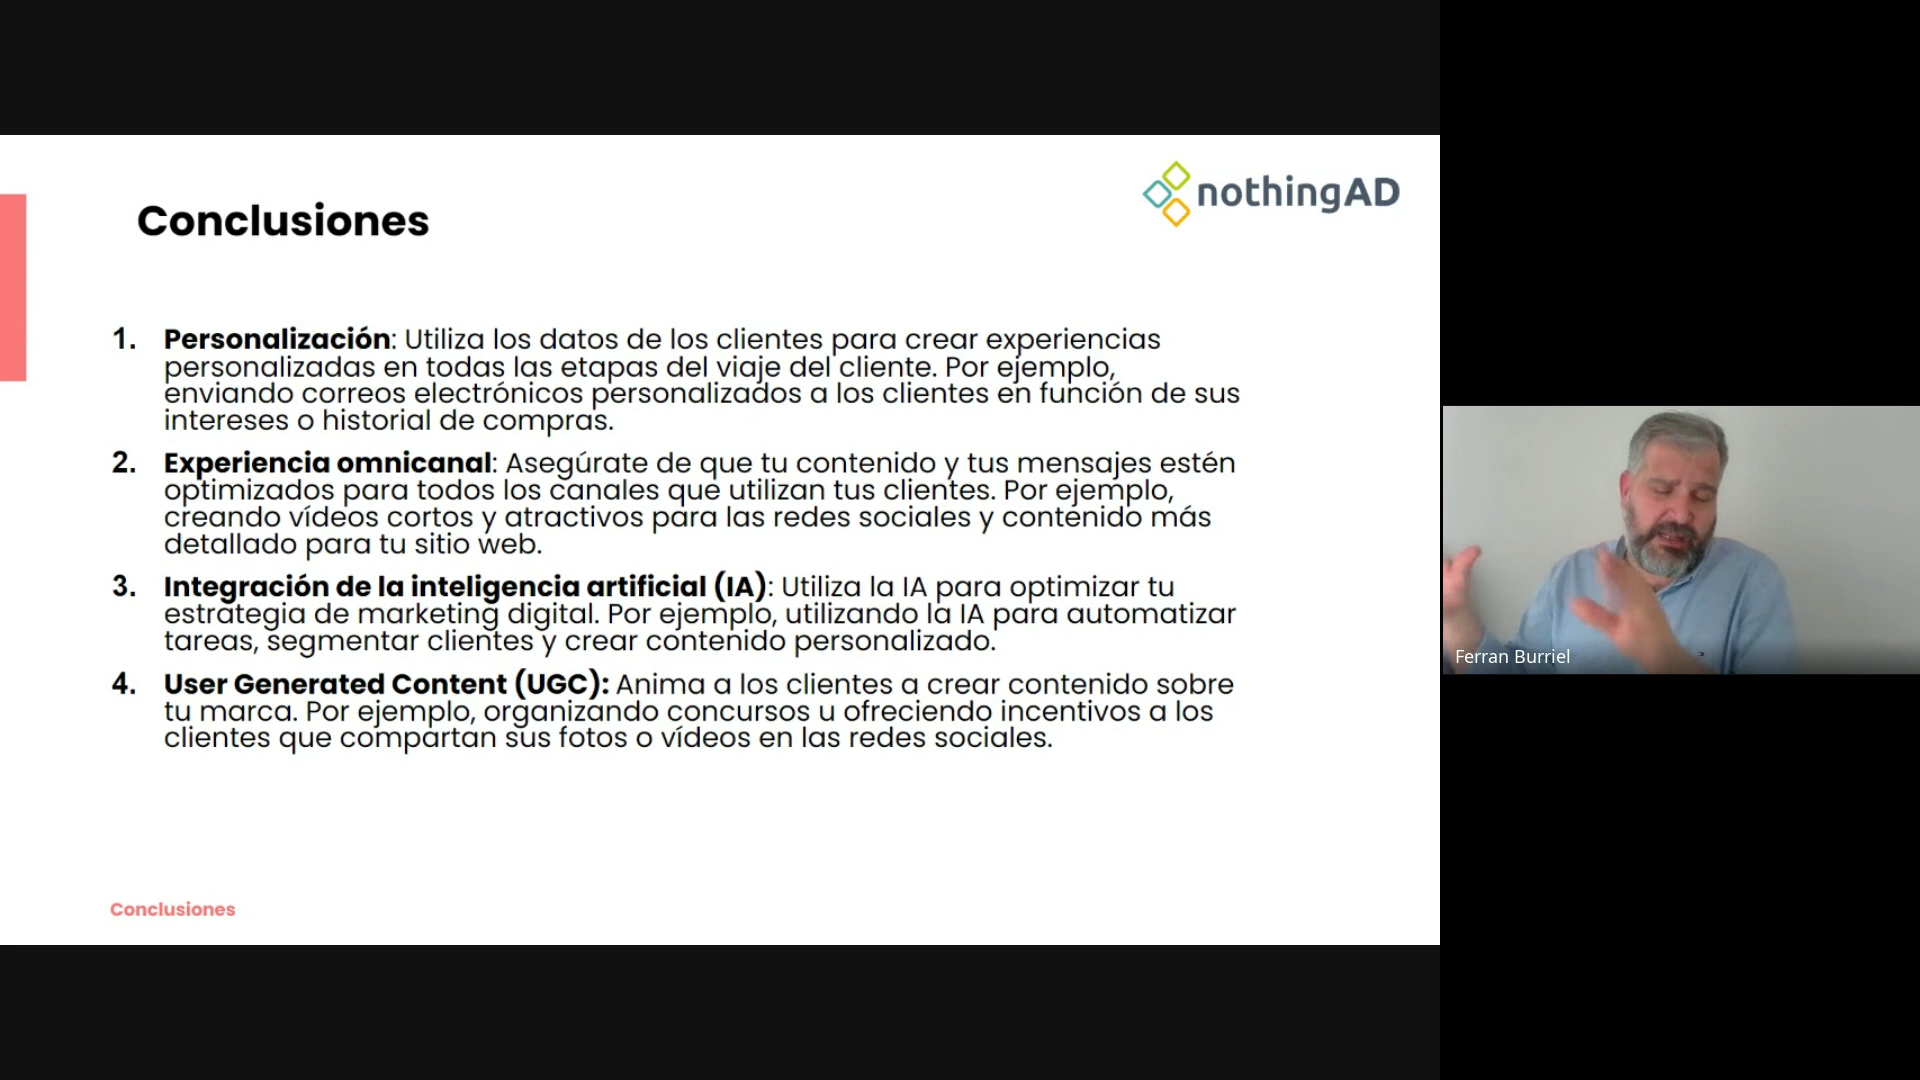 nothingAD
Conclusiones
1. Personalización: Utiliza los datos de los clientes para crear experiencias
personalizadas en todas las etapas del viaje del cliente. Por ejemplo,
enviando correos electrónicos personalizados a los clientes en función de sus
intereses o historial de compras.
2. Experiencia omnicanal: Asegúrate de que tu contenido y tus mensajes estén
optimizados para todos los canales que utilizan tus clientes. Por ejemplo,
creando vídeos cortos y atractivos para las redes sociales y contenido más
detallado para tu sitio web.
3. Integración de la inteligencia artificial (IA): Utiliza la IA para optimizar tu
estrategia de marketing digital. Por ejemplo, utilizando la IA para automatizar
tareas, segmentar clientes y crear contenido personalizado.
4. User Generated Content (UGC): Anima a los clientes a crear contenido sobre
tu marca. Por ejemplo, organizando concursos u ofreciendo incentivos a los
clientes que compartan sus fotos o vídeos en las redes sociales.
Conclusiones
Ferran Burriel